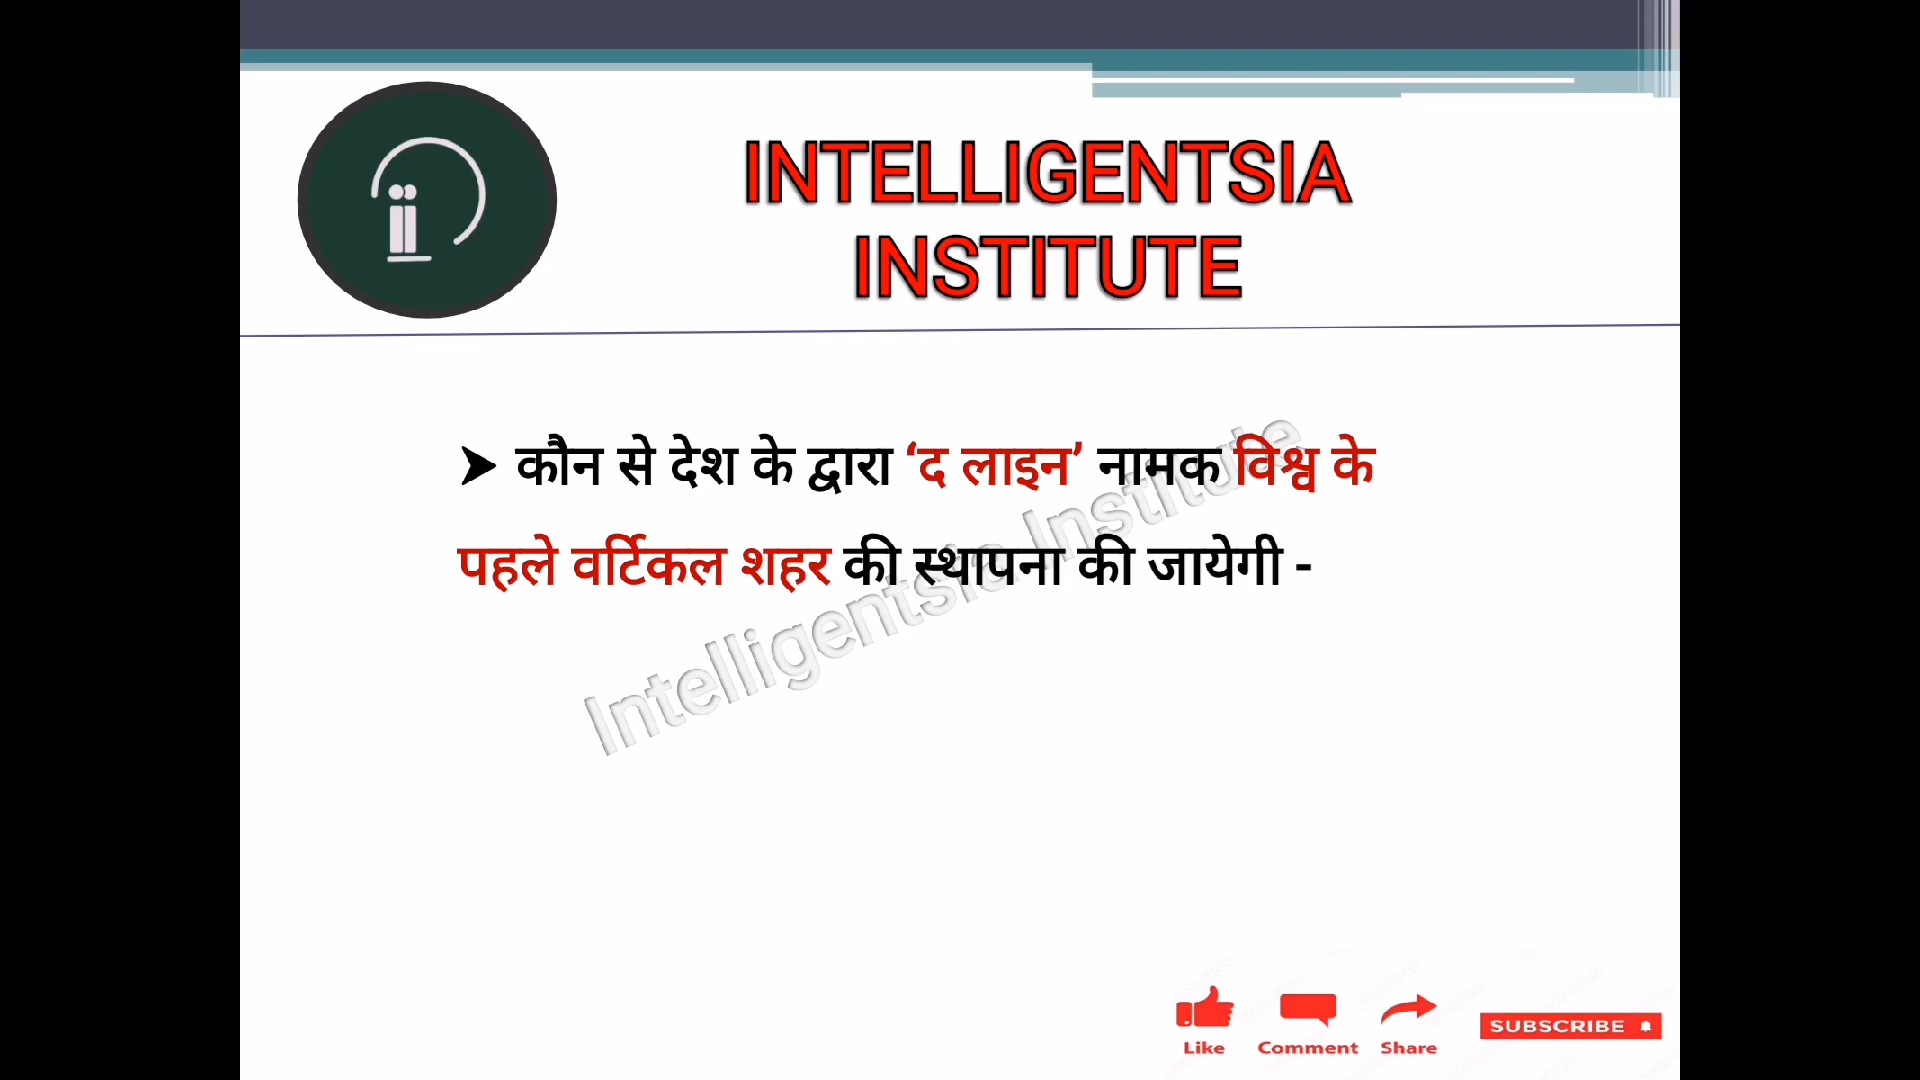 INTELLIGENTSIA
INSTITUTE
➤ कौन से देश के द्वारा ‘द लाइन’ नामक विश्व के
पहले वर्टिकल शहर की स्थापना की जायेगी -
Intelligentsia Institute
Like Comment Share SUBSCRIBE